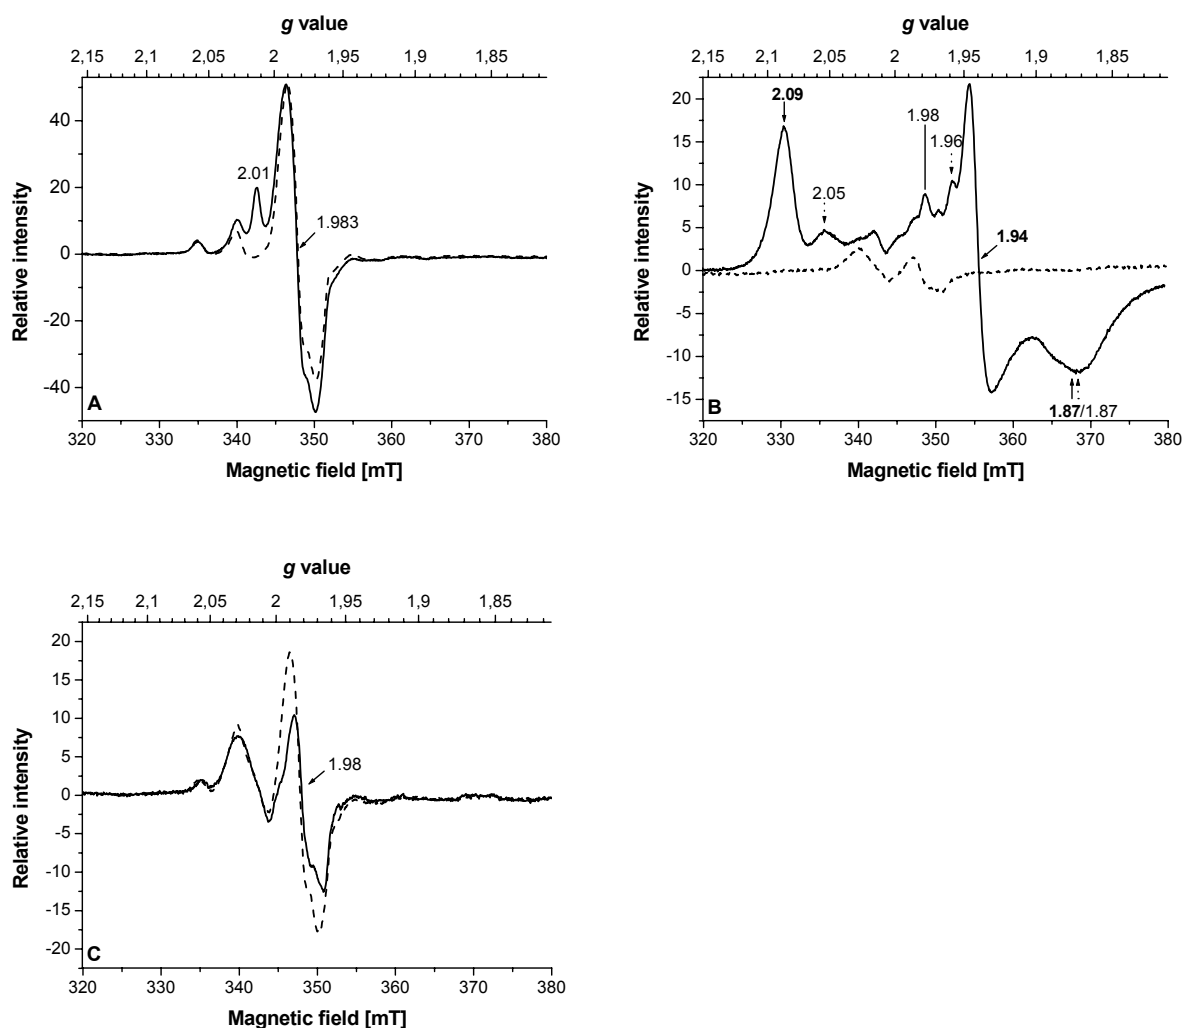 g value
2,15 2,1 2,05 2 1,95 1,9 1,85
40
20
0
-20
-40
Relative intensity
2.01
1.983
A
320 330 340 350 360 370 380
Magnetic field [mT]
g value
2,15 2,1 2,05 2 1,95 1,9 1,85
20
15
10
5
0
-5
-10
-15
Relative intensity
2.09
2.05
1.98
1.96
1.94
1.87/1.87
B
320 330 340 350 360 370 380
Magnetic field [mT]
g value
2,15 2,1 2,05 2 1,95 1,9 1,85
20
15
10
5
0
-5
-10
-15
-20
Relative intensity
1.98
C
320 330 340 350 360 370 380
Magnetic field [mT]